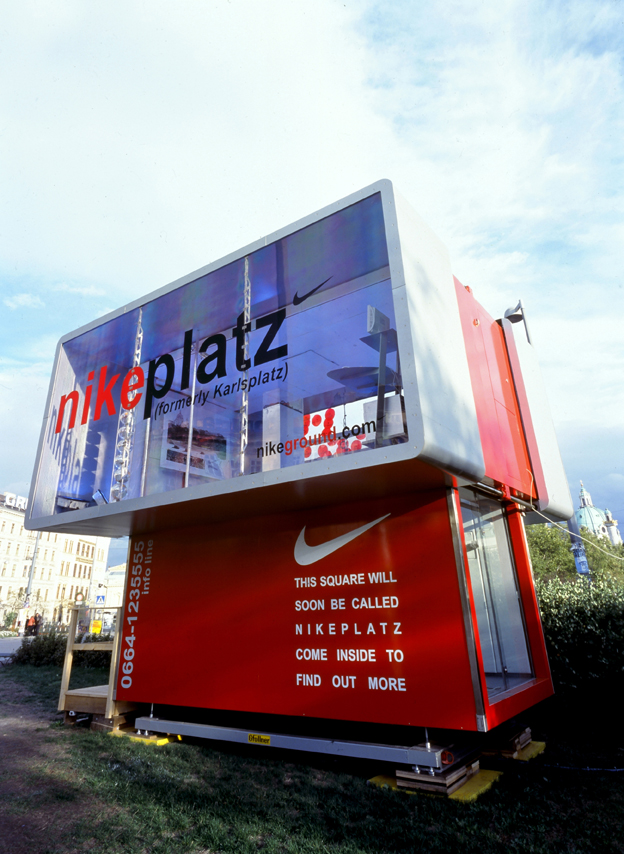 nikeplatz
(formerly Karlsplatz)
nikeground.com
0664-1235555
info line
THIS SQUARE WILL
SOON BE CALLED
NIKEPLATZ
COME INSIDE TO
FIND OUT MORE